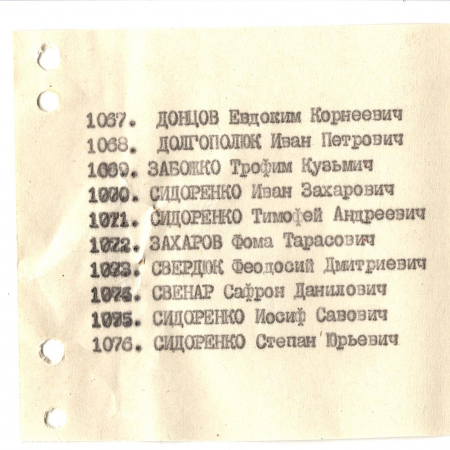 1067. ДОНЦОВ Евдоким Корнеевич
1068. ДОЛГОПОЛЮК Иван Петрович
1069. ЗАБОЖКО Трофим Кузьмич
1070. СИДОРЕНКО Иван Захарович
1071. СИДОРЕНКО Тимофей Андреевич
1072. ЗАХАРОВ Фома Тарасович
1073. СВЕРДЮК Феодосий Дмитриевич
1074. СВЕНАР Сафрон Данилович
1075. СИДОРЕНКО Иосиф Савович
1076. СИДОРЕНКО Степан Юрьевич